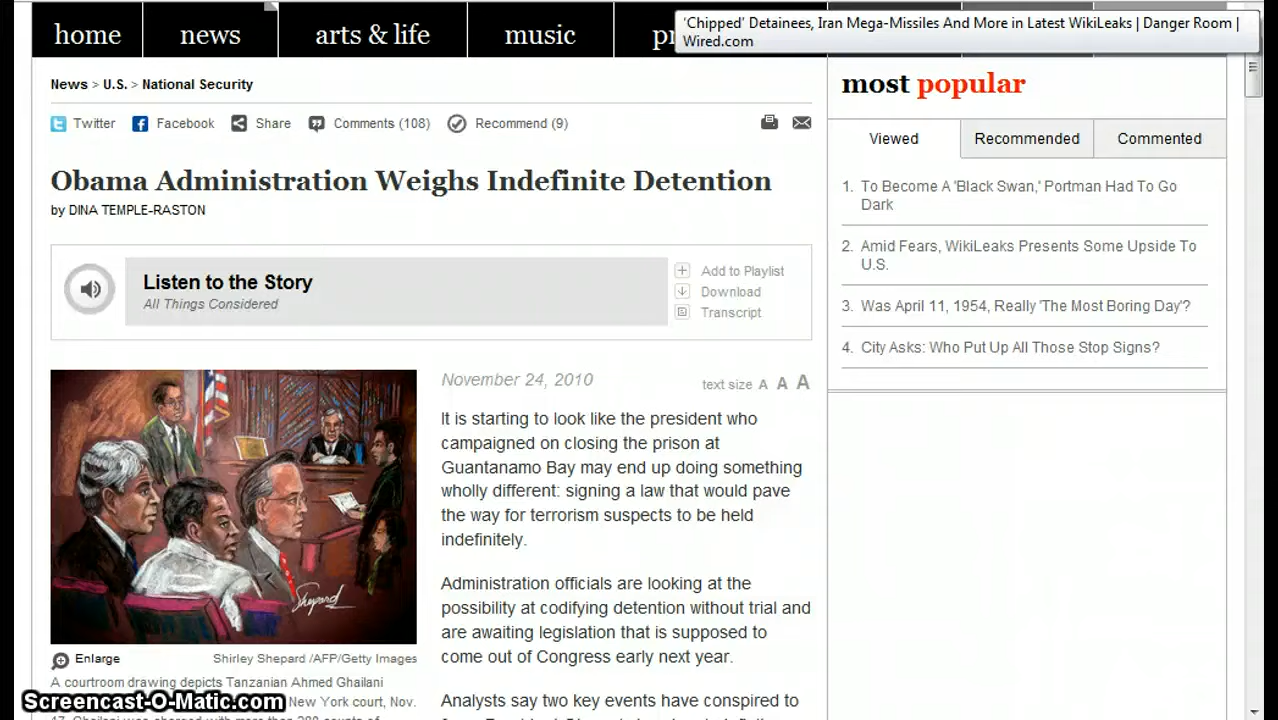 'Chipped' Detainees, Iran Mega-Missiles And More in Latest WikiLeaks | Danger Room |
Wired.com
home news arts & life music
News > U.S. > National Security
Twitter Facebook Share Comments (108) Recommend (9)
Obama Administration Weighs Indefinite Detention
by DINA TEMPLE-RASTON
Listen to the Story
All Things Considered
Add to Playlist
Download
Transcript
November 24, 2010
text size A A A
It is starting to look like the president who
campaigned on closing the prison at
Guantanamo Bay may end up doing something
wholly different: signing a law that would pave
the way for terrorism suspects to be held
indefinitely.
Administration officials are looking at the
possibility at codifying detention without trial and
are awaiting legislation that is supposed to
come out of Congress early next year.
Analysts say two key events have conspired to
Shepard
Enlarge Shirley Shepard /AFP/Getty Images
A courtroom drawing depicts Tanzanian Ahmed Ghailani
New York court, Nov.
Screencast-O-Matic.com
most popular
Viewed Recommended Commented
1. To Become A 'Black Swan,' Portman Had To Go
Dark
2. Amid Fears, WikiLeaks Presents Some Upside To
U.S.
3. Was April 11, 1954, Really 'The Most Boring Day'?
4. City Asks: Who Put Up All Those Stop Signs?